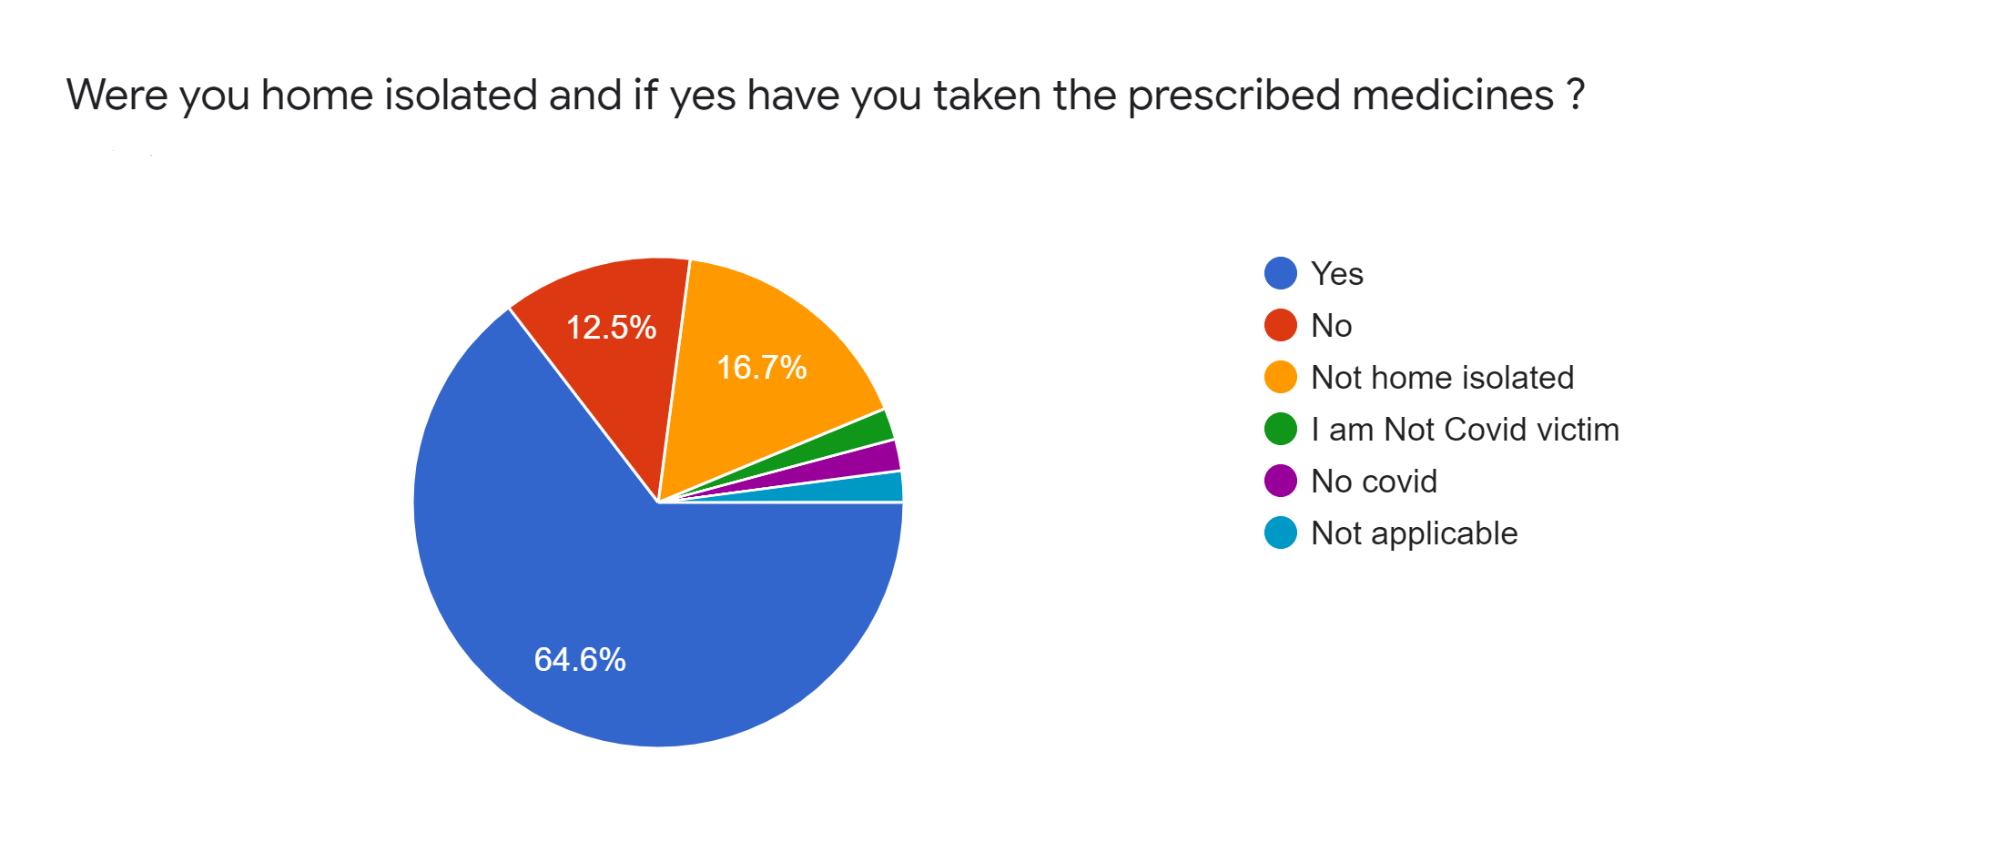 Were you home isolated and if yes have you taken the prescribed medicines ?
12.5%
16.7%
64.6%
Yes
No
Not home isolated
I am Not Covid victim
No covid
Not applicable